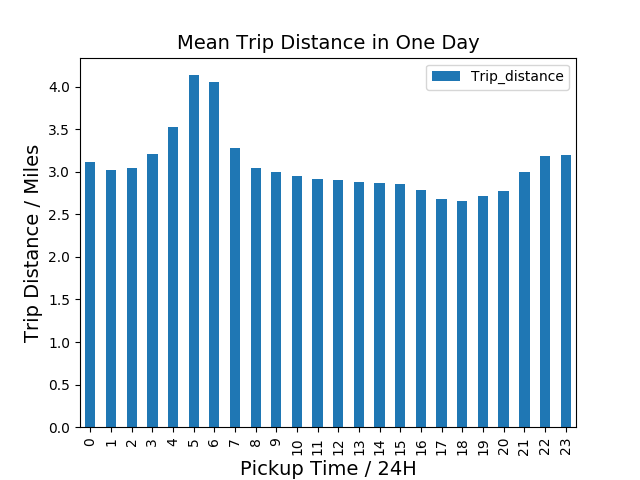 Mean Trip Distance in One Day
Trip_distance
Trip Distance / Miles
4.0
3.5
3.0
2.5
2.0
1.5
1.0
0.5
0.0
0 1 2 3 4 5 6 7 8 9 10 11 12 13 14 15 16 17 18 19 20 21 22 23
Pickup Time / 24H